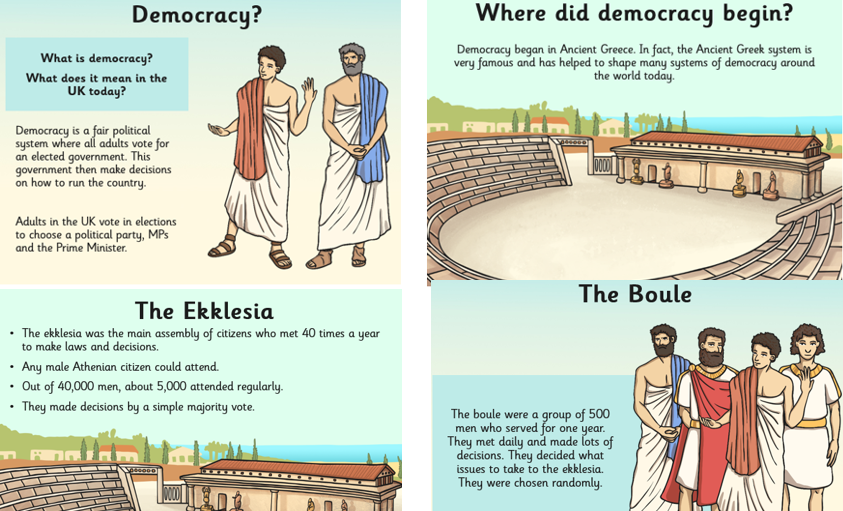 Democracy?
What is democracy?
What does it mean in the
UK today?
Democracy is a fair political
system where all adults vote for
an elected government. This
government then make decisions
on how to run the country.
Adults in the UK vote in elections
to choose a political party, MPs
and the Prime Minister.
Where did democracy begin?
Democracy began in Ancient Greece. In fact, the Ancient Greek system is
very famous and has helped to shape many systems of democracy around
the world today.
The Ekklesia
• The ekklesia was the main assembly of citizens who met 40 times a year
to make laws and decisions.
• Any male Athenian citizen could attend.
• Out of 40,000 men, about 5,000 attended regularly.
• They made decisions by a simple majority vote.
The Boule
The boule were a group of 500
men who served for one year.
They met daily and made lots of
decisions. They decided what
issues to take to the ekklesia.
They were chosen randomly.